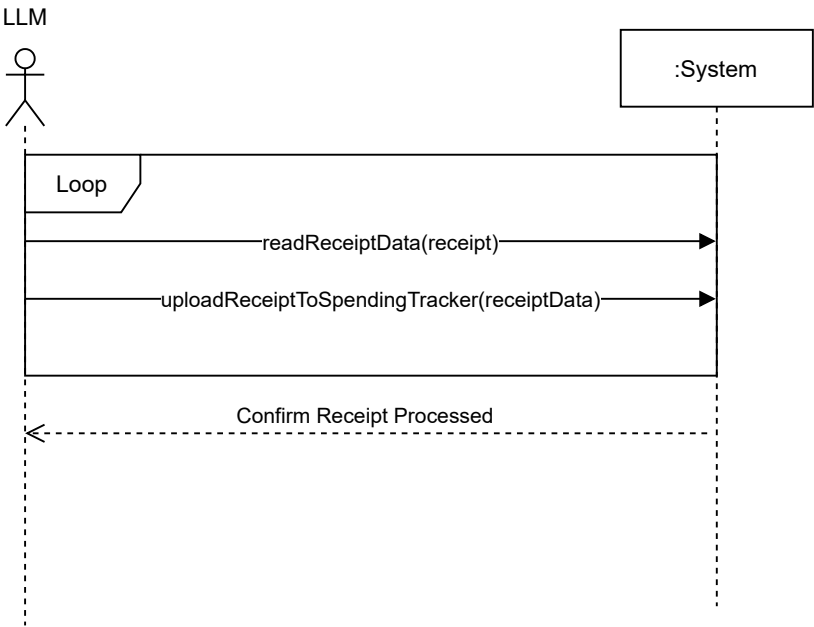 LLM
:System
Loop
readReceiptData(receipt)
uploadReceiptToSpendingTracker(receiptData)
Confirm Receipt Processed